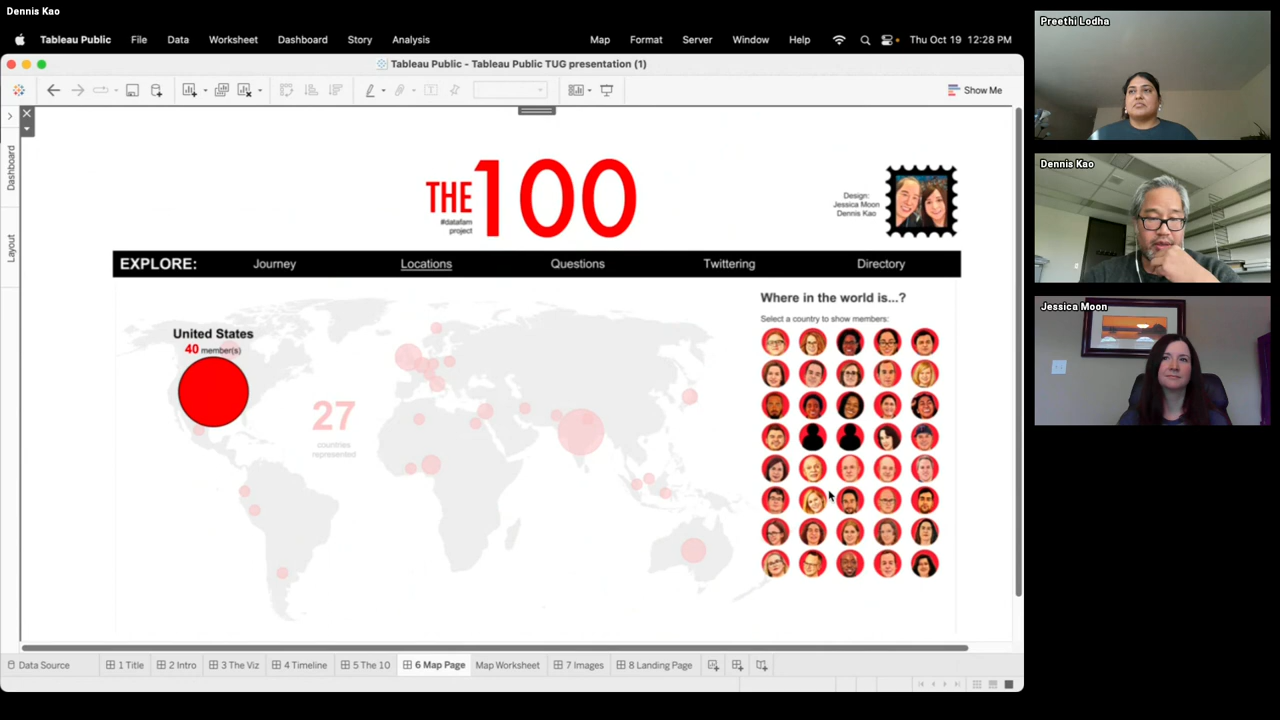 Dennis Kao
Tableau Public File Data Worksheet Dashboard Story Analysis Map Format Server Window Help Thu Oct 19 12:28 PM
Tableau Public - Tableau Public TUG presentation (1)
Show Me
Dashboard
Layout
THE 100
#datafam
project
Design:
Jessica Moon
Dennis Kao
EXPLORE: Journey Locations Questions Twittering Directory
Where in the world is...?
Select a country to show members:
United States
40 member(s)
27
countries
represented
Data Source 1 Title 2 Intro 3 The Viz 4 Timeline 5 The 10 6 Map Page Map Worksheet 7 Images 8 Landing Page
Preethi Lodha
Dennis Kao
Jessica Moon